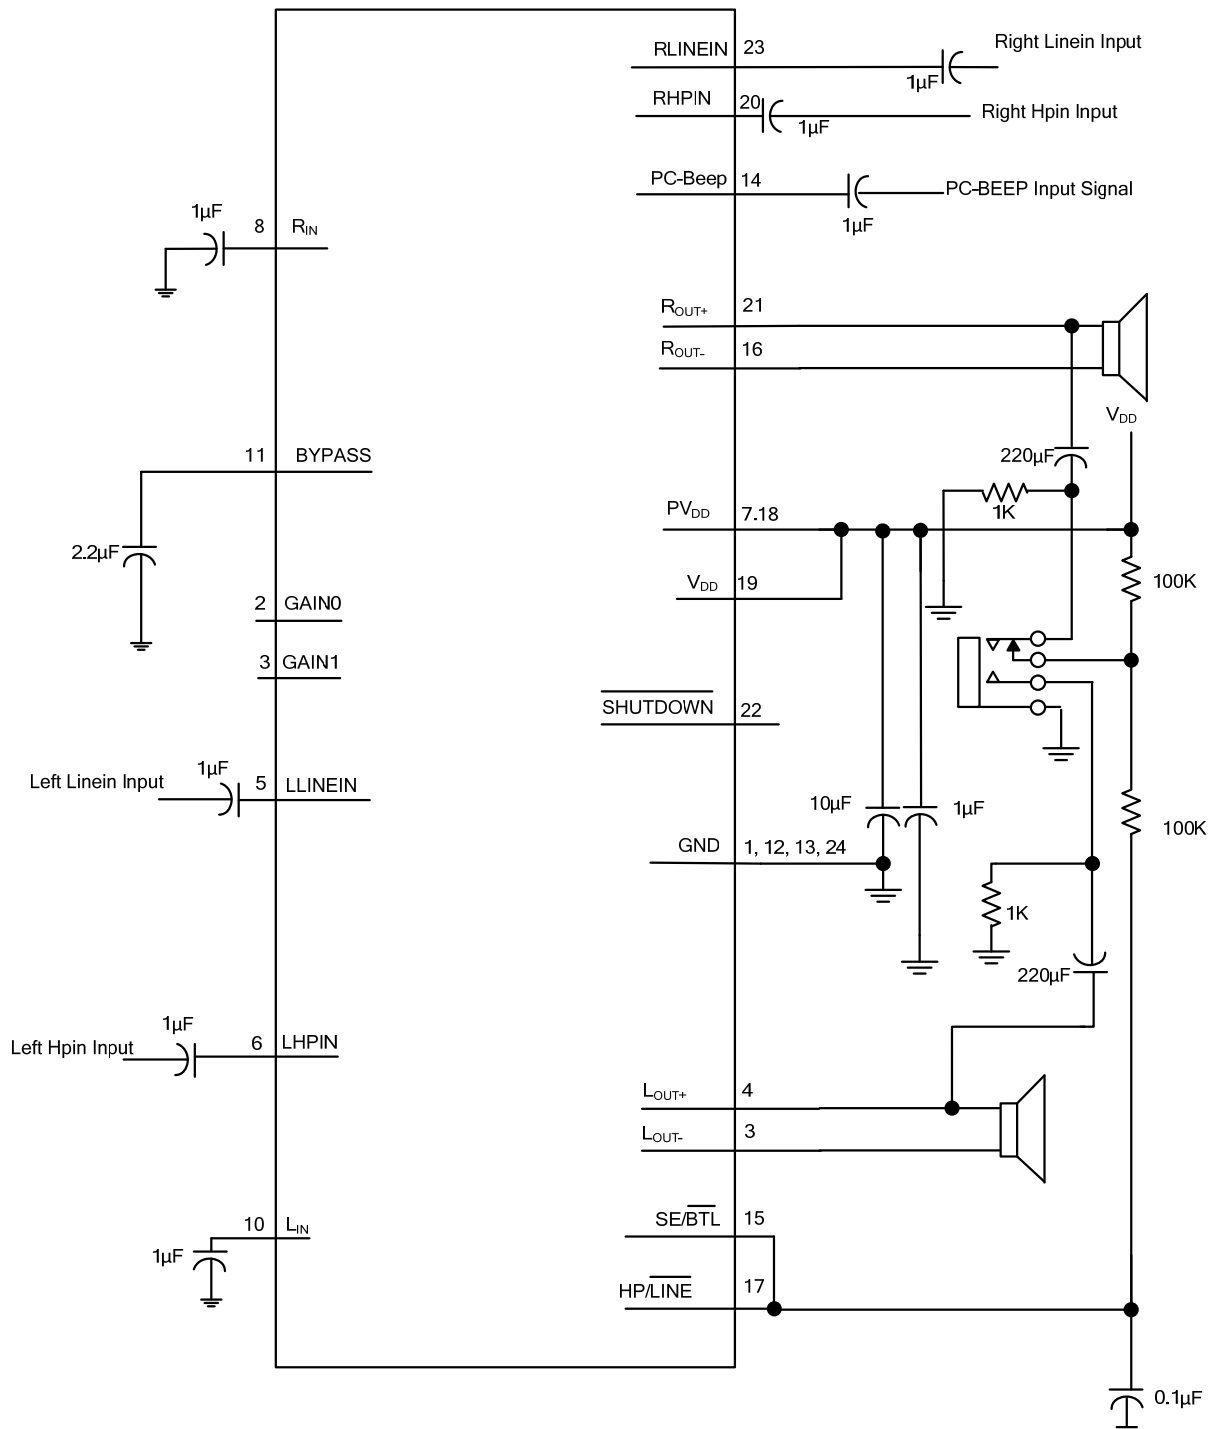 RLINEIN 23 Right Linein Input
1µF
RHPIN 20 Right Hpin Input
1µF
PC-Beep 14 PC-BEEP Input Signal
1µF
1µF
8 RIN
ROUT+ 21
ROUT- 16
VDD
11 BYPASS
220µF
1K
PVDD 7.18
2.2µF
VDD 19
100K
2 GAIN0
3 GAIN1
SHUTDOWN 22
1µF
Left Linein Input 5 LLINEIN
10µF
1µF
100K
GND 1, 12, 13, 24
1K
220µF
1µF
Left Hpin Input 6 LHPIN
LOUT+ 4
LOUT- 3
SE/BTL 15
10 LIN
1µF
HP/LINE 17
0.1µF